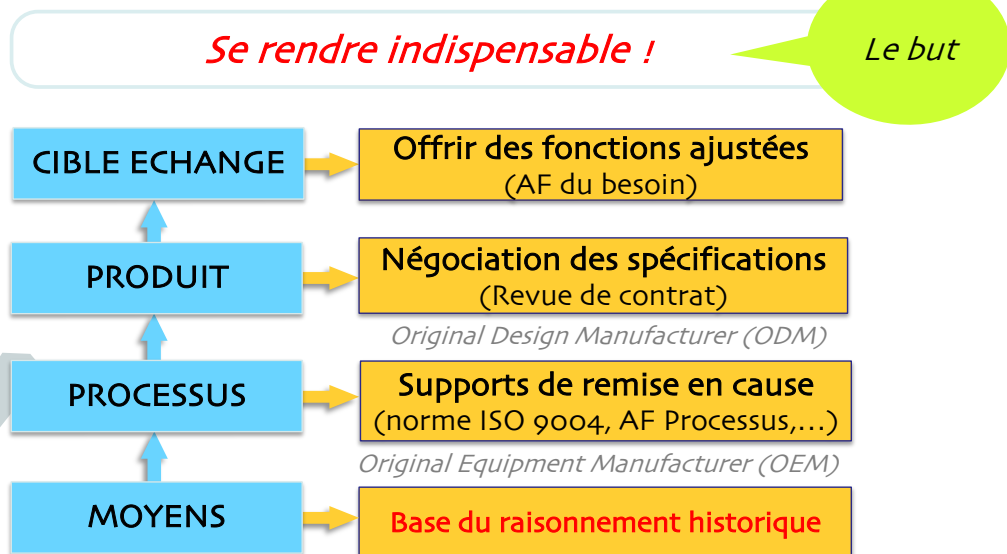 Se rendre indispensable !
Le but
CIBLE ECHANGE
Offrir des fonctions ajustées
(AF du besoin)
PRODUIT
Négociation des spécifications
(Revue de contrat)
Original Design Manufacturer (ODM)
PROCESSUS
Supports de remise en cause
(norme ISO 9004, AF Processus,...)
Original Equipment Manufacturer (OEM)
MOYENS
Base du raisonnement historique